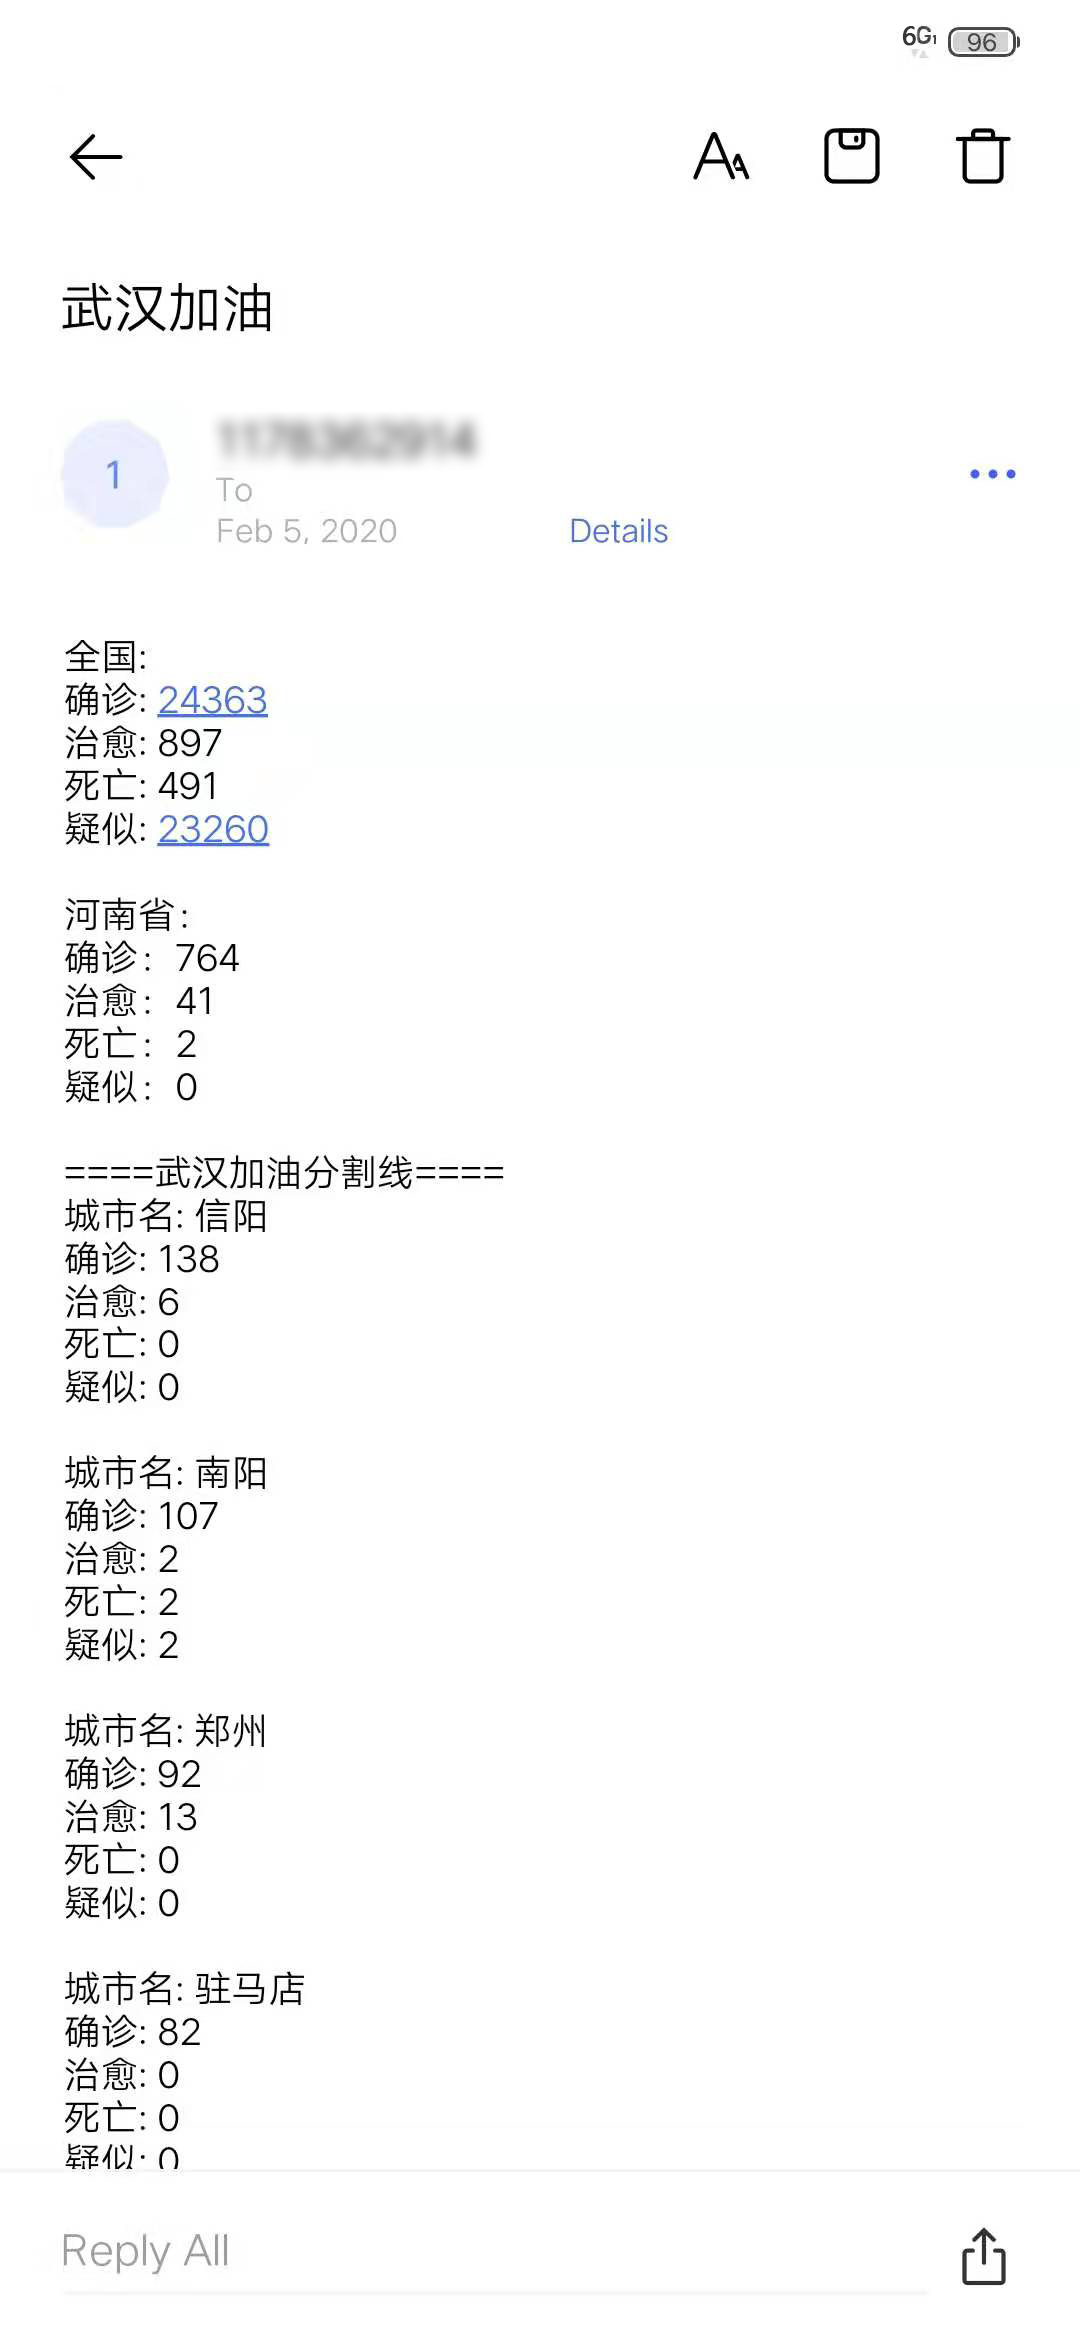 6G1 96
武汉加油
1
To
Feb 5, 2020 Details
全国:
确诊: 24363
治愈: 897
死亡: 491
疑似: 23260
河南省：
确诊： 764
治愈： 41
死亡： 2
疑似： 0
====武汉加油分割线====
城市名: 信阳
确诊: 138
治愈: 6
死亡: 0
疑似: 0
城市名: 南阳
确诊: 107
治愈: 2
死亡: 2
疑似: 2
城市名: 郑州
确诊: 92
治愈: 13
死亡: 0
疑似: 0
城市名: 驻马店
确诊: 82
治愈: 0
死亡: 0
疑似: 0
Reply All